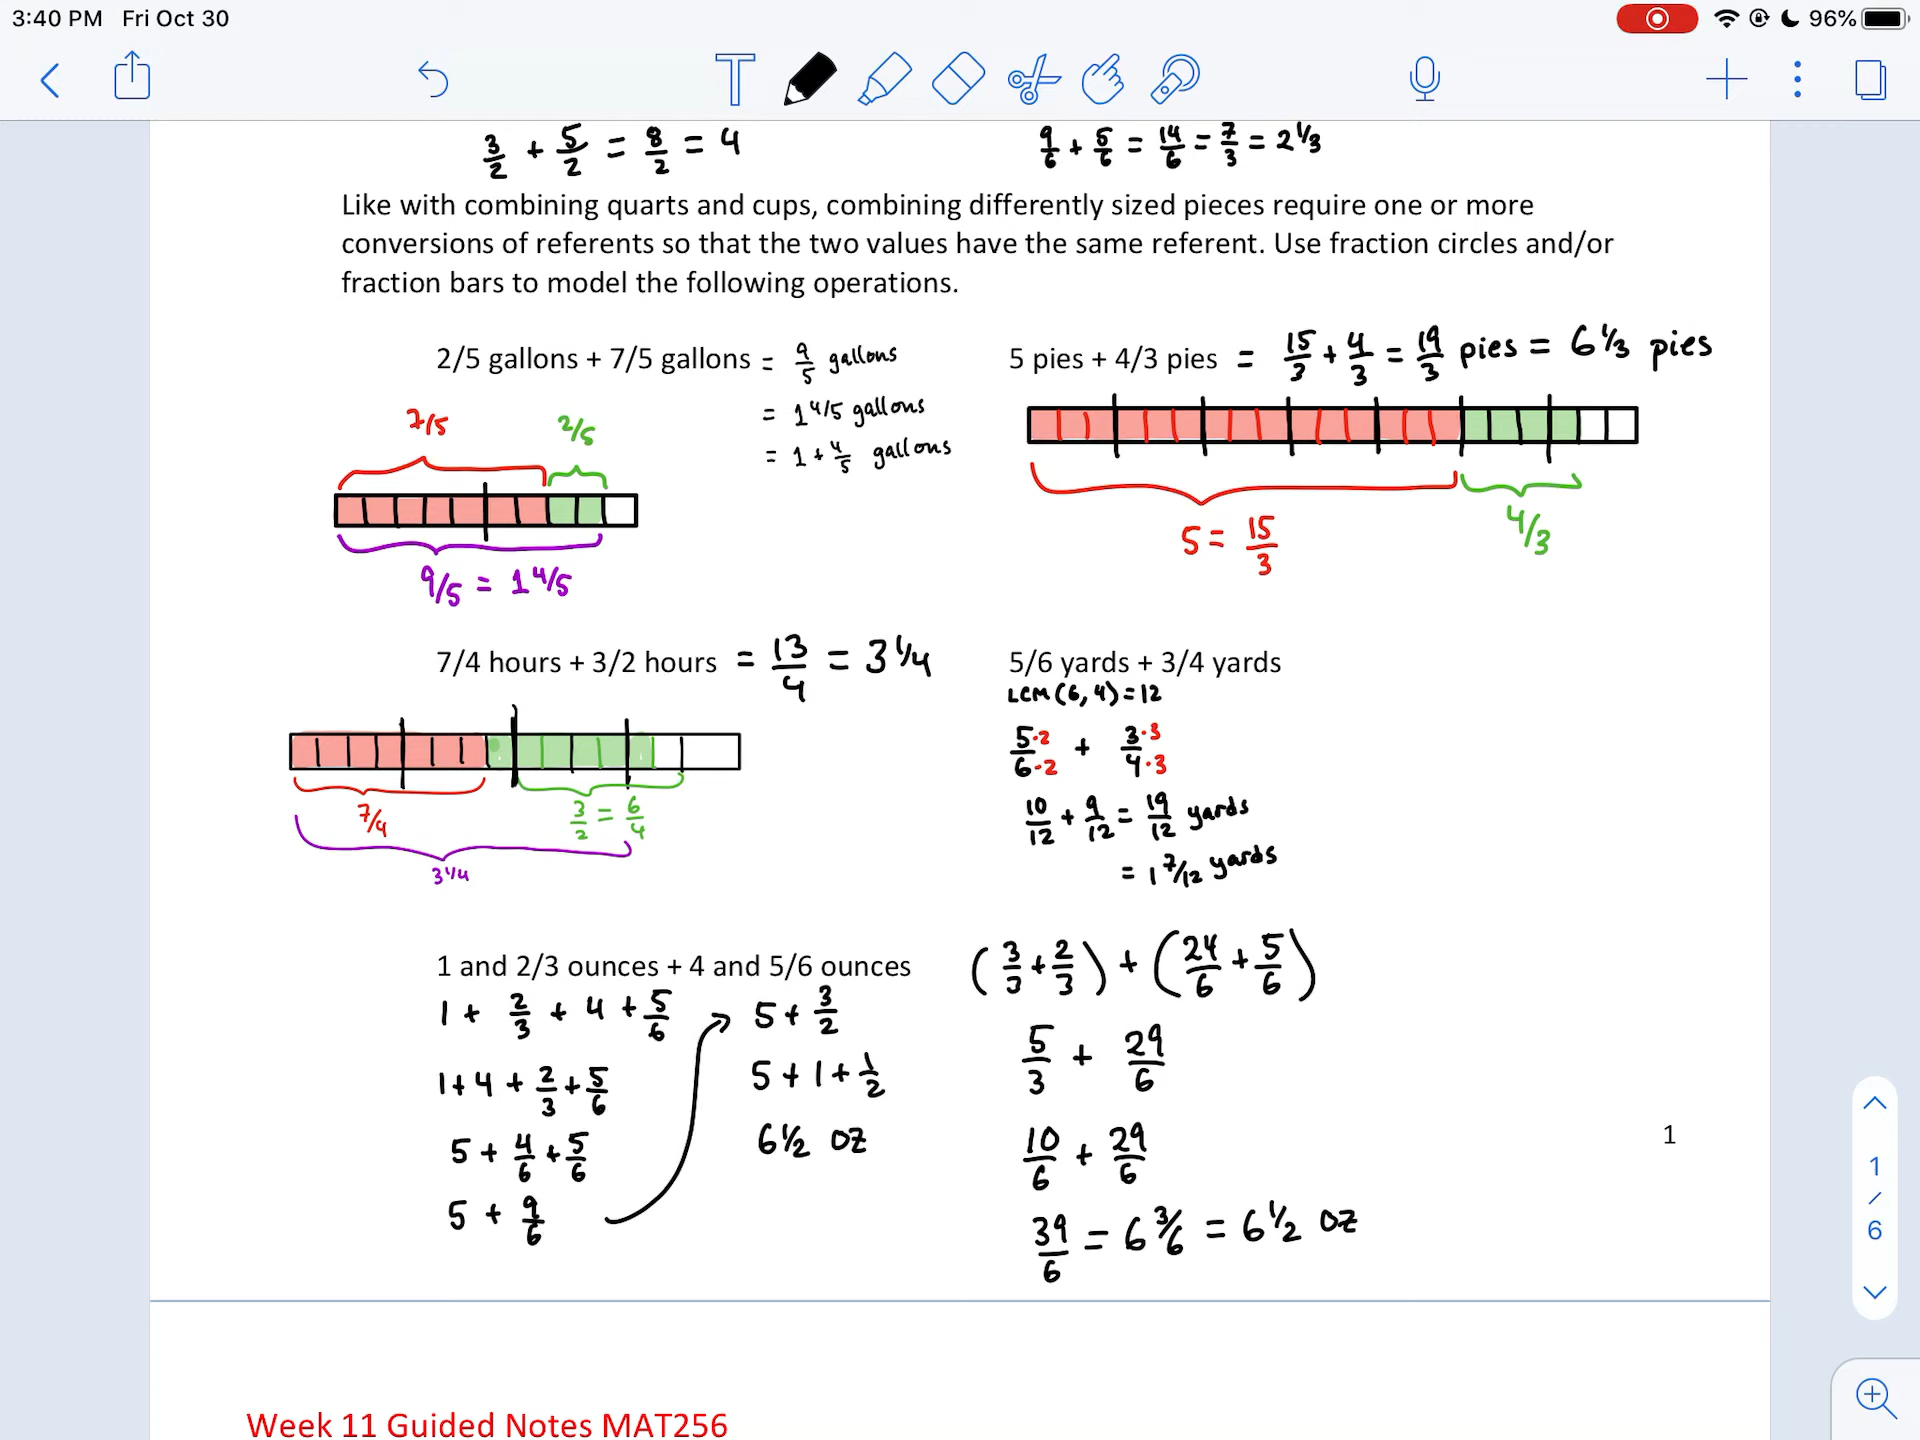 3:40 PM Fri Oct 30
96%
T
3/2 + 5/2 = 8/2 = 4
9/6 + 5/6 = 14/6 = 7/3 = 2 1/3
Like with combining quarts and cups, combining differently sized pieces require one or more
conversions of referents so that the two values have the same referent. Use fraction circles and/or
fraction bars to model the following operations.
2/5 gallons + 7/5 gallons = 9/5 gallons
= 1 4/5 gallons
= 1 + 4/5 gallons
7/5 2/5
9/5 = 1 4/5
5 pies + 4/3 pies = 15/3 + 4/3 = 19/3 pies = 6 1/3 pies
5 = 15/3
4/3
7/4 hours + 3/2 hours = 13/4 = 3 1/4
7/4
3/2 = 6/4
3 1/4
5/6 yards + 3/4 yards
LCM(6, 4) = 12
5·2/6·2 + 3·3/4·3
10/12 + 9/12 = 19/12 yards
= 1 7/12 yards
1 and 2/3 ounces + 4 and 5/6 ounces
1 + 2/3 + 4 + 5/6
1 + 4 + 2/3 + 5/6
5 + 4/6 + 5/6
5 + 9/6
5 + 3/2
5 + 1 + 1/2
6 1/2 oz
(3/3 + 2/3) + (24/6 + 5/6)
5/3 + 29/6
10/6 + 29/6
39/6 = 6 3/6 = 6 1/2 oz
1
1
/
6
Week 11 Guided Notes MAT256